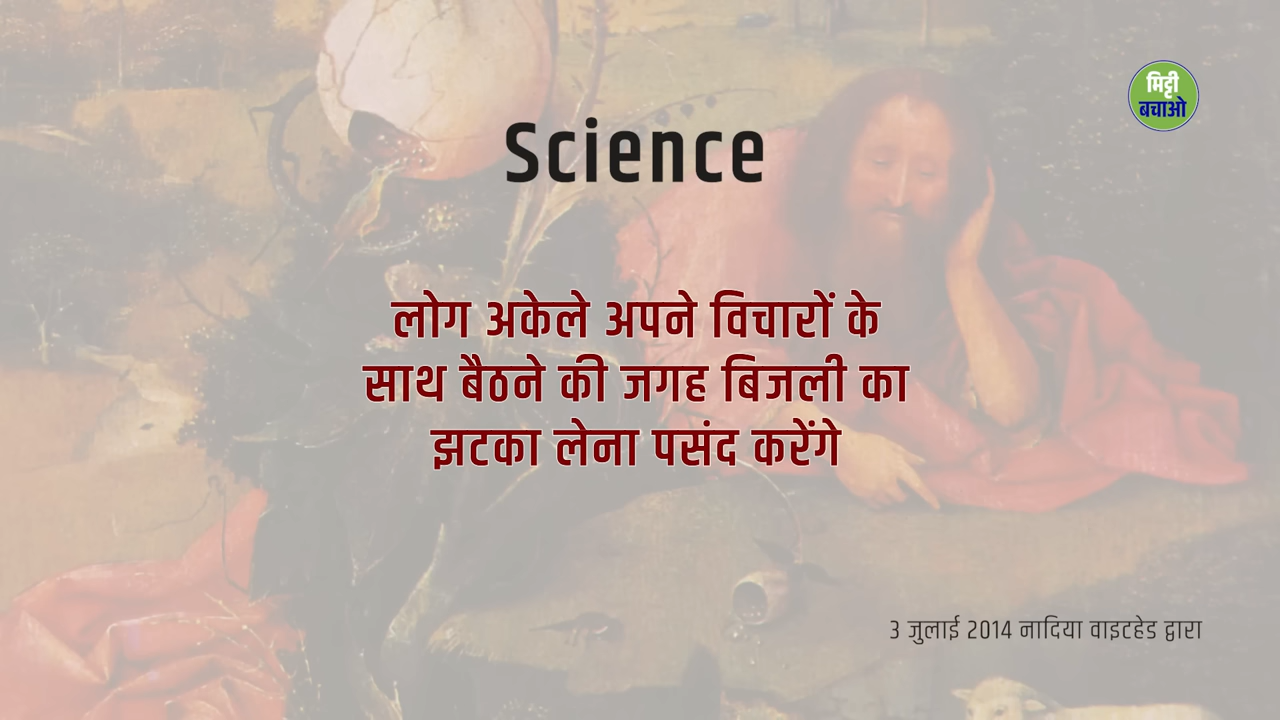 मिट्टी
बचाओ
Science
लोग अकेले अपने विचारों के
साथ बैठने की जगह बिजली का
झटका लेना पसंद करेंगे
3 जुलाई 2014 नादिया वाइटहेड द्वारा